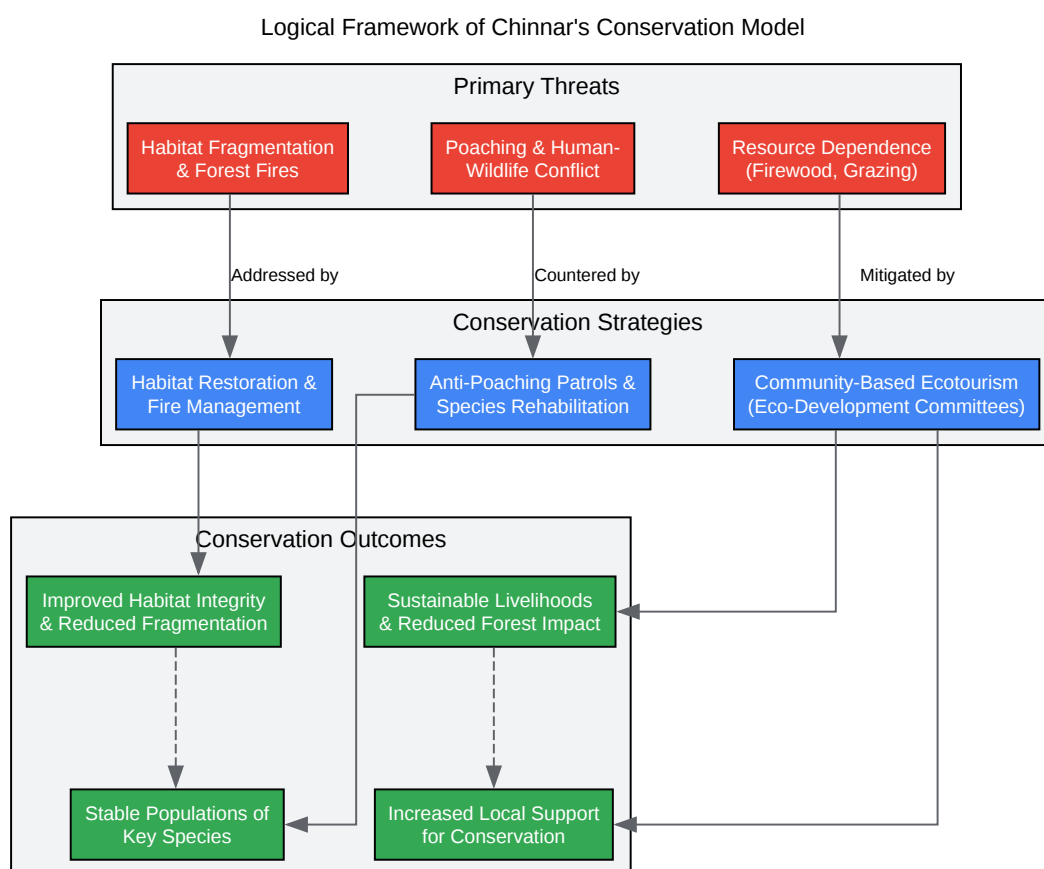 Logical Framework of Chinnar's Conservation Model
Primary Threats
Habitat Fragmentation
& Forest Fires
Poaching & Human-
Wildlife Conflict
Resource Dependence
(Firewood, Grazing)
Addressed by
Countered by
Mitigated by
Conservation Strategies
Habitat Restoration &
Fire Management
Anti-Poaching Patrols &
Species Rehabilitation
Community-Based Ecotourism
(Eco-Development Committees)
Conservation Outcomes
Improved Habitat Integrity
& Reduced Fragmentation
Sustainable Livelihoods
& Reduced Forest Impact
Stable Populations of
Key Species
Increased Local Support
for Conservation